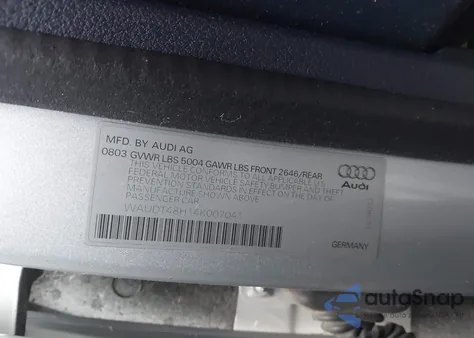 MFD. BY AUDI AG
0803 GVWR LBS 5004 GAWR LBS FRONT 2646/REAR
THIS VEHICLE CONFORMS TO ALL APPLICABLE U.S.
FEDERAL MOTOR VEHICLE SAFETY, BUMPER AND THEFT
PREVENTION STANDARDS IN EFFECT ON THE DATE OF
MANUFACTURE SHOWN ABOVE
PASSENGER CAR
Audi
GERMANY
autoSnap